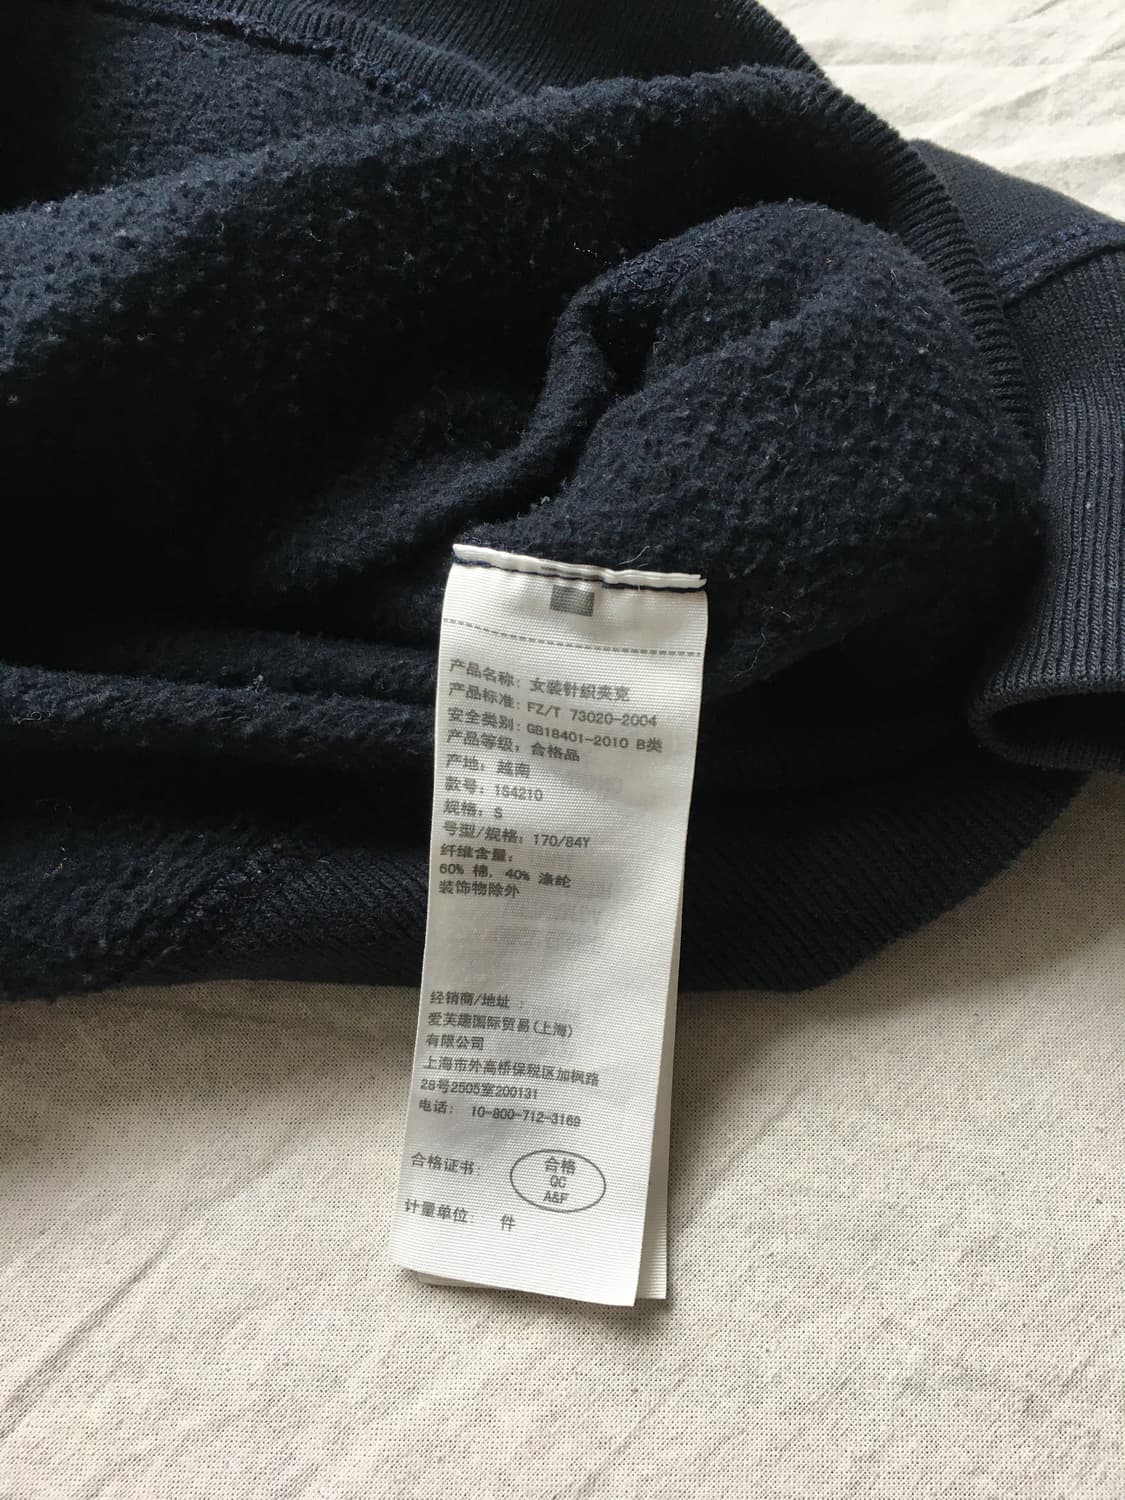 产品名称: 女装针织夹克
产品标准: FZ/T 73020-2004
安全类别: GB18401-2010 B类
产品等级: 合格品
产地: 越南
款号: 1S4210
规格: S
号型/规格: 170/84Y
纤维含量:
60% 棉, 40% 涤纶
装饰物除外
经销商/地址 :
爱芙趣国际贸易(上海)
有限公司
上海市外高桥保税区加枫路
28号2505室200131
电话: 10-800-712-3169
合格证书:
合格
QC
A&F
计量单位: 件